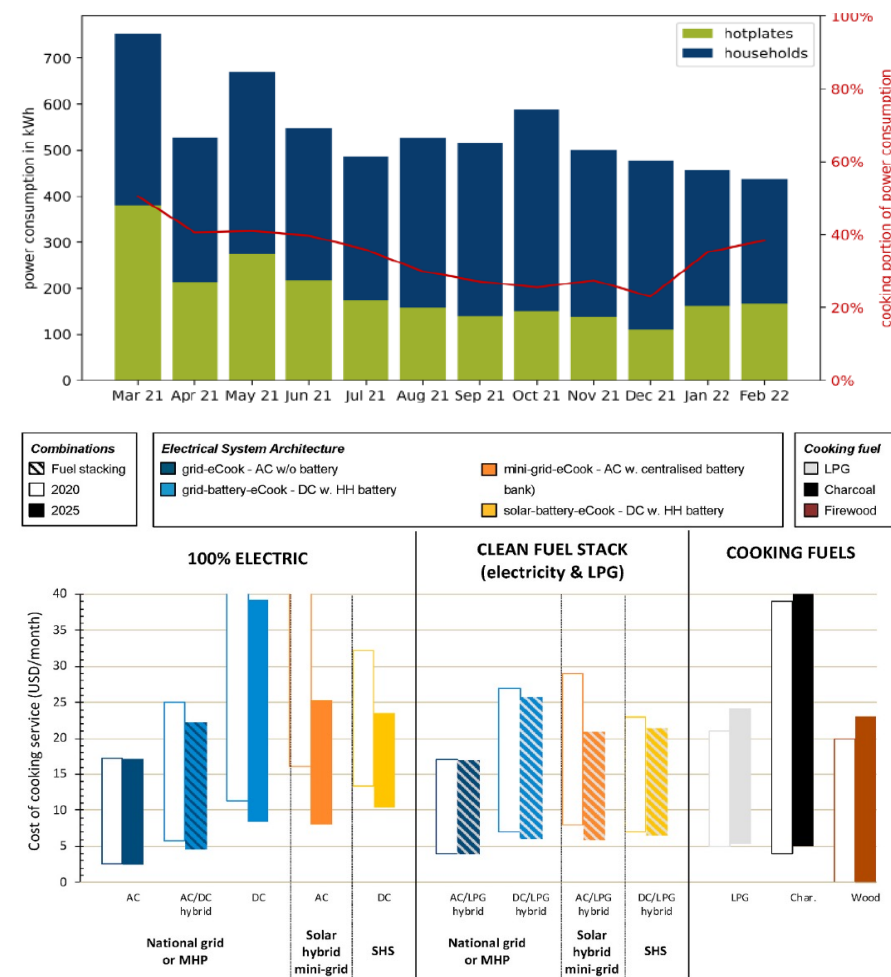 100%
80%
60%
40%
20%
0%
cooking portion of power consumption
hotplates
households
700
600
500
400
300
200
100
0
power consumption in kWh
Mar 21 Apr 21 May 21 Jun 21 Jul 21 Aug 21 Sep 21 Oct 21 Nov 21 Dec 21 Jan 22 Feb 22
Combinations
Fuel stacking
2020
2025
Electrical System Architecture
grid-eCook - AC w/o battery
grid-battery-eCook - DC w. HH battery
mini-grid-eCook - AC w. centralised battery
bank)
solar-battery-eCook - DC w. HH battery
Cooking fuel
LPG
Charcoal
Firewood
100% ELECTRIC
CLEAN FUEL STACK
(electricity & LPG)
COOKING FUELS
Cost of cooking service (USD/month)
40
35
30
25
20
15
10
5
0
AC AC/DC hybrid DC AC DC AC/LPG hybrid DC/LPG hybrid AC/LPG hybrid DC/LPG hybrid LPG Char. Wood
National grid
or MHP
Solar
hybrid
mini-grid
SHS
National grid
or MHP
Solar
hybrid
mini-grid
SHS